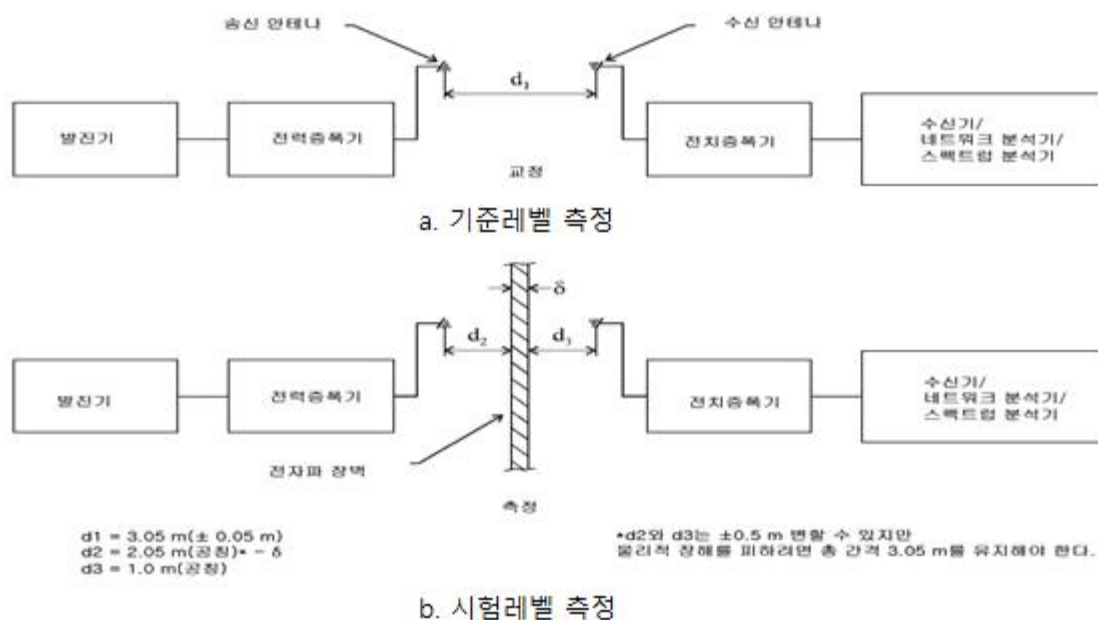 송신 안테나
수신 안테나
d₁
발진기
전력증폭기
전치증폭기
수신기/
네트워크 분석기/
스펙트럼 분석기
교정
a. 기준레벨 측정
δ
d₂
d₃
발진기
전력증폭기
전치증폭기
수신기/
네트워크 분석기/
스펙트럼 분석기
전자파 장벽
측정
d1 = 3.05 m(± 0.05 m)
d2 = 2.05 m(공칭)* - δ
d3 = 1.0 m(공칭)
*d2와 d3는 ±0.5 m 변할 수 있지만
물리적 장해를 피하려면 총 간격 3.05 m를 유지해야 한다.
b. 시험레벨 측정